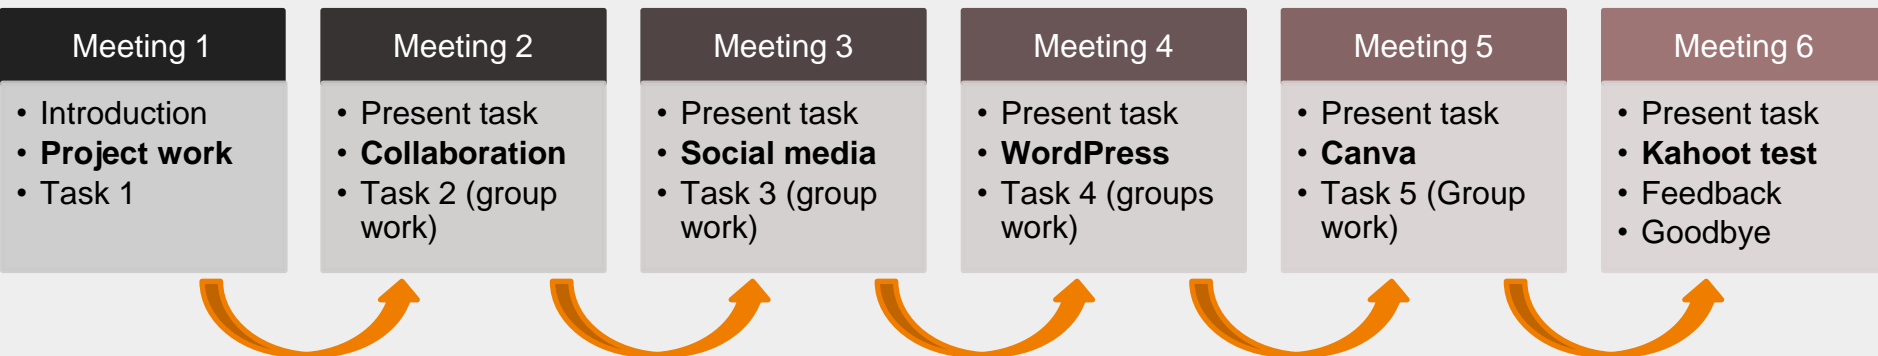 Meeting 1
• Introduction
• Project work
• Task 1
Meeting 2
• Present task
• Collaboration
• Task 2 (group
work)
Meeting 3
• Present task
• Social media
• Task 3 (group
work)
Meeting 4
• Present task
• WordPress
• Task 4 (groups
work)
Meeting 5
• Present task
• Canva
• Task 5 (Group
work)
Meeting 6
• Present task
• Kahoot test
• Feedback
• Goodbye